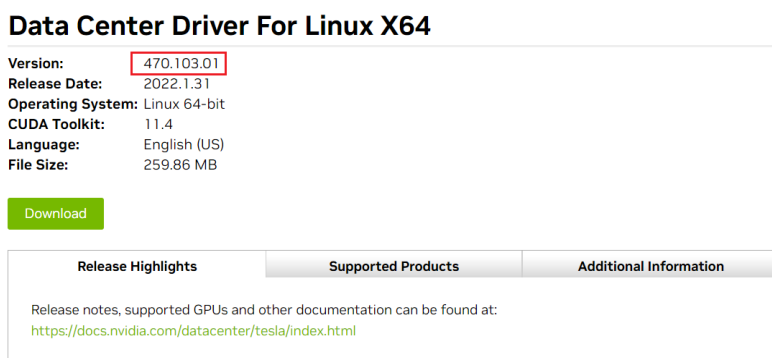 Data Center Driver For Linux X64
Version: 470.103.01
Release Date: 2022.1.31
Operating System: Linux 64-bit
CUDA Toolkit: 11.4
Language: English (US)
File Size: 259.86 MB
Download
Release Highlights Supported Products Additional Information
Release notes, supported GPUs and other documentation can be found at:
https://docs.nvidia.com/datacenter/tesla/index.html